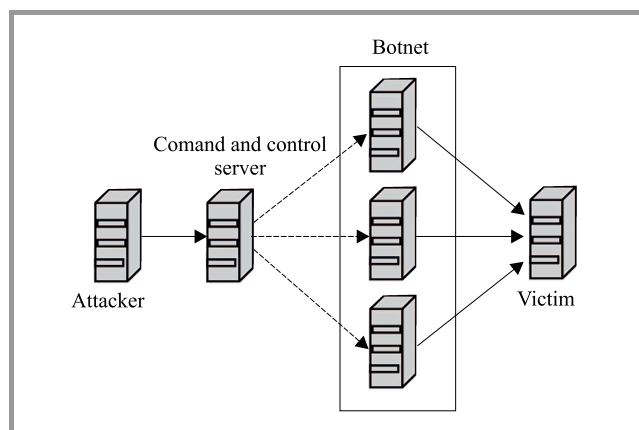 Botnet
Comand and control
server
Attacker
Victim